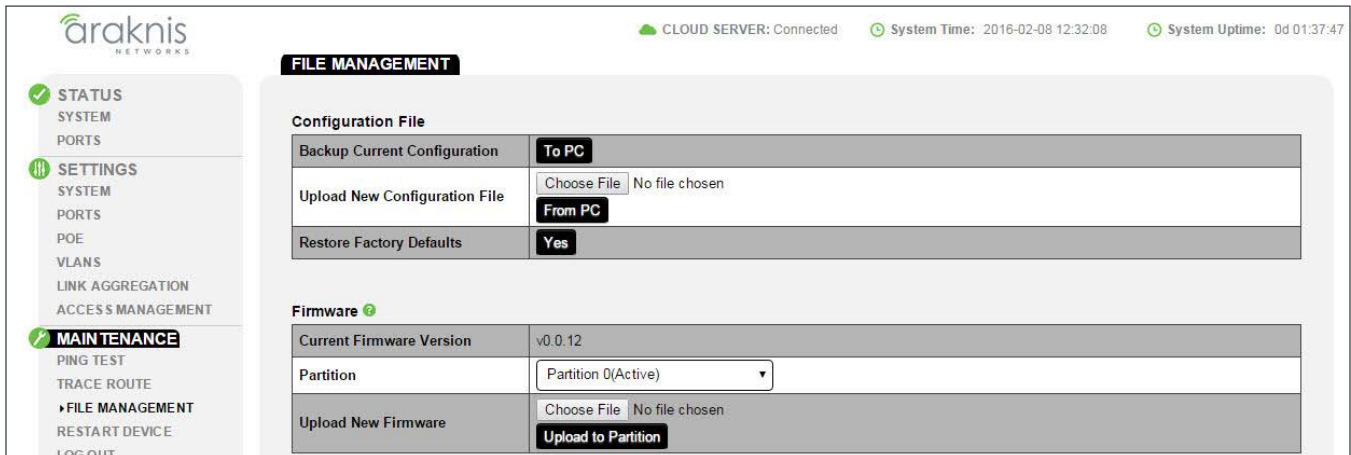 araknis
NETWORKS
CLOUD SERVER: Connected
System Time: 2016-02-08 12:32:08
System Uptime: 0d 01:37:47
FILE MANAGEMENT
STATUS
SYSTEM
PORTS
SETTINGS
SYSTEM
PORTS
POE
VLANS
LINK AGGREGATION
ACCESS MANAGEMENT
MAINTENANCE
PING TEST
TRACE ROUTE
FILE MANAGEMENT
RESTART DEVICE
LOG OUT
Configuration File
Backup Current Configuration To PC
Upload New Configuration File Choose File No file chosen
From PC
Restore Factory Defaults Yes
Firmware ?
Current Firmware Version v0.0.12
Partition Partition 0(Active)
Upload New Firmware Choose File No file chosen
Upload to Partition